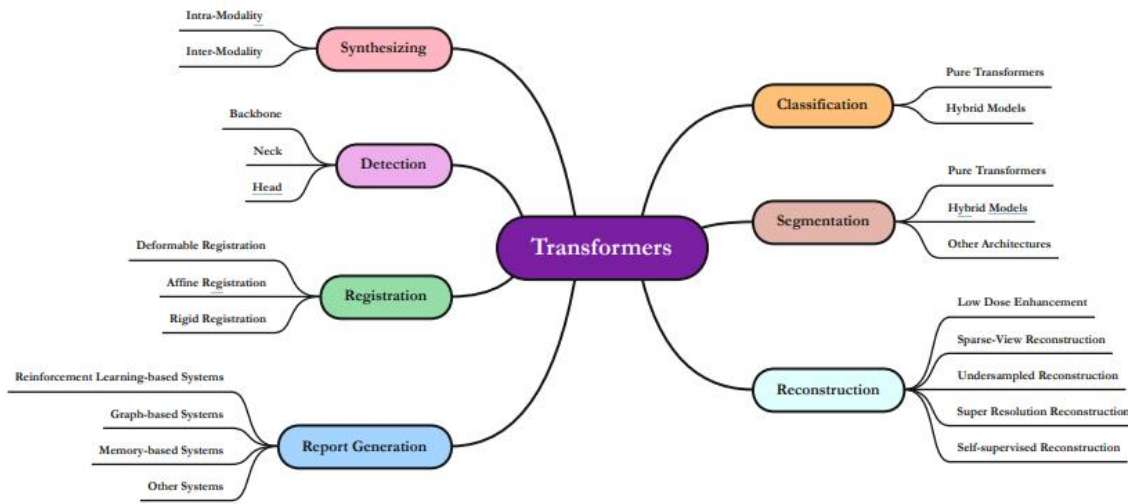 Transformers
Synthesizing
Intra-Modality
Inter-Modality
Detection
Backbone
Neck
Head
Registration
Deformable Registration
Affine Registration
Rigid Registration
Report Generation
Reinforcement Learning-based Systems
Graph-based Systems
Memory-based Systems
Other Systems
Classification
Pure Transformers
Hybrid Models
Segmentation
Pure Transformers
Hybrid Models
Other Architectures
Reconstruction
Low Dose Enhancement
Sparse-View Reconstruction
Undersampled Reconstruction
Super Resolution Reconstruction
Self-supervised Reconstruction